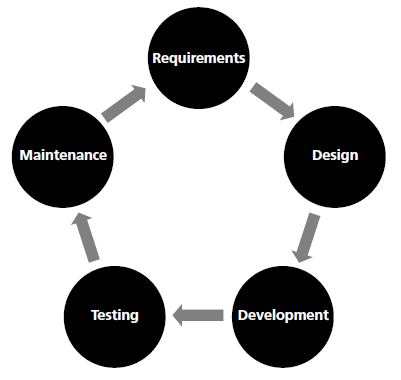 Requirements
Design
Development
Testing
Maintenance